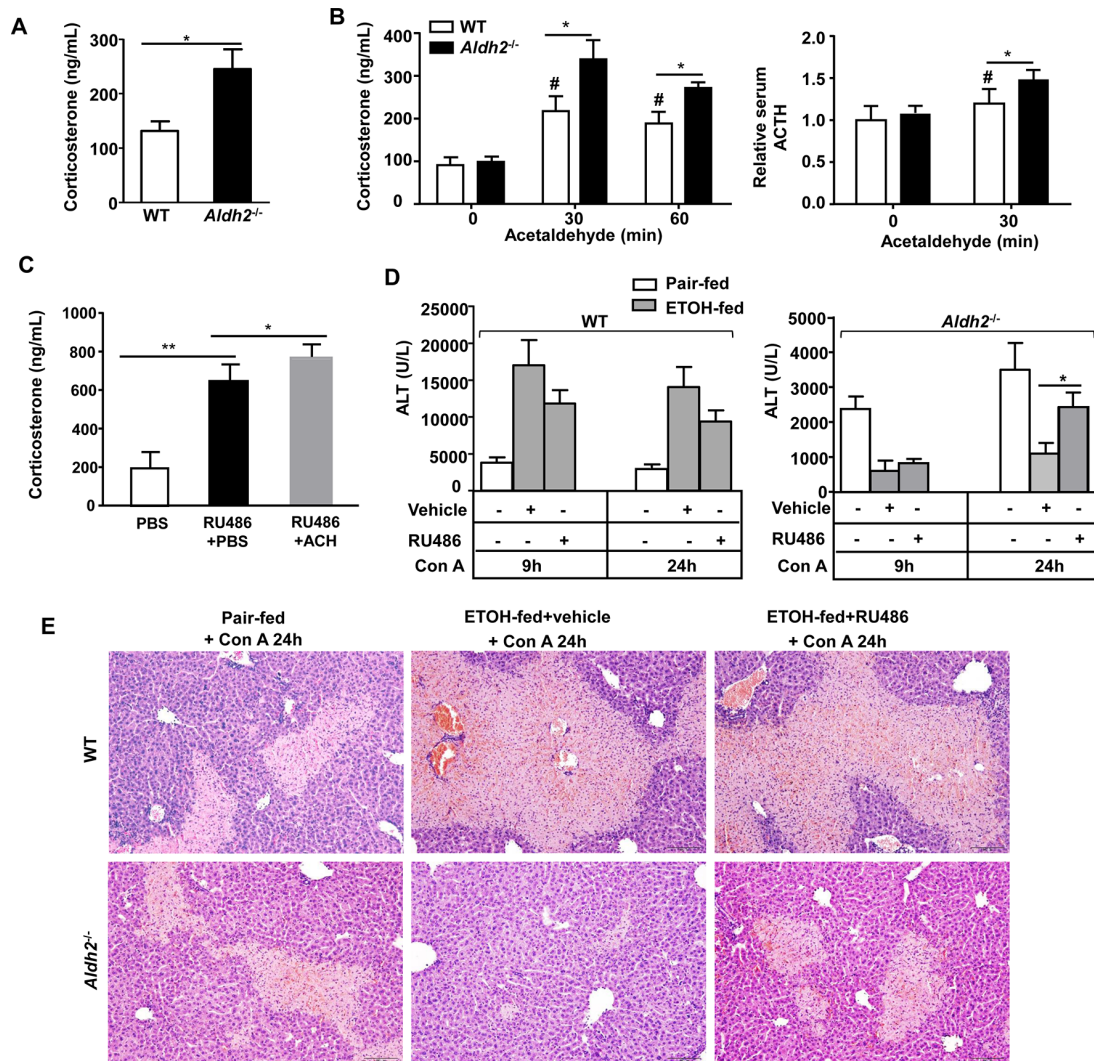 A
Corticosterone (ng/mL)
300
200
100
0
*
WT
Aldh2-/-
B
WT
Aldh2-/-
Corticosterone (ng/mL)
400
300
200
100
0
#
*
#
*
0
30
60
Acetaldehyde (min)
Relative serum
ACTH
2.0
1.5
1.0
0.5
0.0
#
*
0
30
Acetaldehyde (min)
C
Corticosterone (ng/mL)
1000
800
600
400
200
0
**
*
PBS
RU486
+PBS
RU486
+ACH
D
Pair-fed
ETOH-fed
WT
ALT (U/L)
25000
20000
15000
10000
5000
0
Vehicle - + - - + -
RU486 - - + - - +
Con A 9h 24h
Aldh2-/-
ALT (U/L)
5000
4000
3000
2000
1000
0
*
Vehicle - + - - + -
RU486 - - + - - +
Con A 9h 24h
E
Pair-fed
+ Con A 24h
ETOH-fed+vehicle
+ Con A 24h
ETOH-fed+RU486
+ Con A 24h
WT
Aldh2-/-